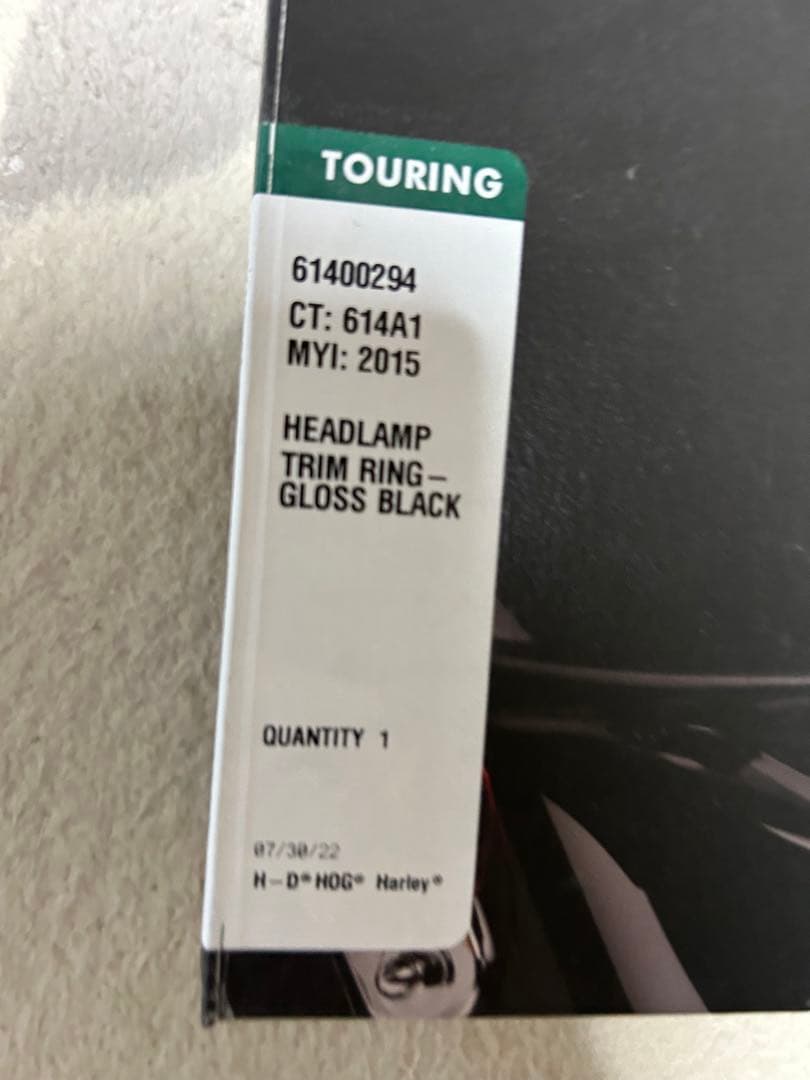 TOURING
61400294
CT: 614A1
MYI: 2015
HEADLAMP
TRIM RING–
GLOSS BLACK
QUANTITY 1
07/30/22
H–D® HOG® Harley®